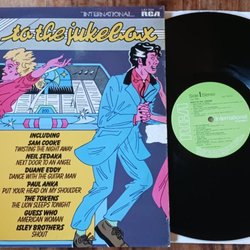 "INTERNATIONAL"
RCA
to the jukebox
INCLUDING
SAM COOKE
TWISTING THE NIGHT AWAY
NEIL SEDAKA
NEXT DOOR TO AN ANGEL
DUANE EDDY
DANCE WITH THE GUITAR MAN
PAUL ANKA
PUT YOUR HEAD ON MY SHOULDER
THE TOKENS
THE LION SLEEPS TONIGHT
GUESS WHO
AMERICAN WOMAN
ISLEY BROTHERS
SHOUT
International